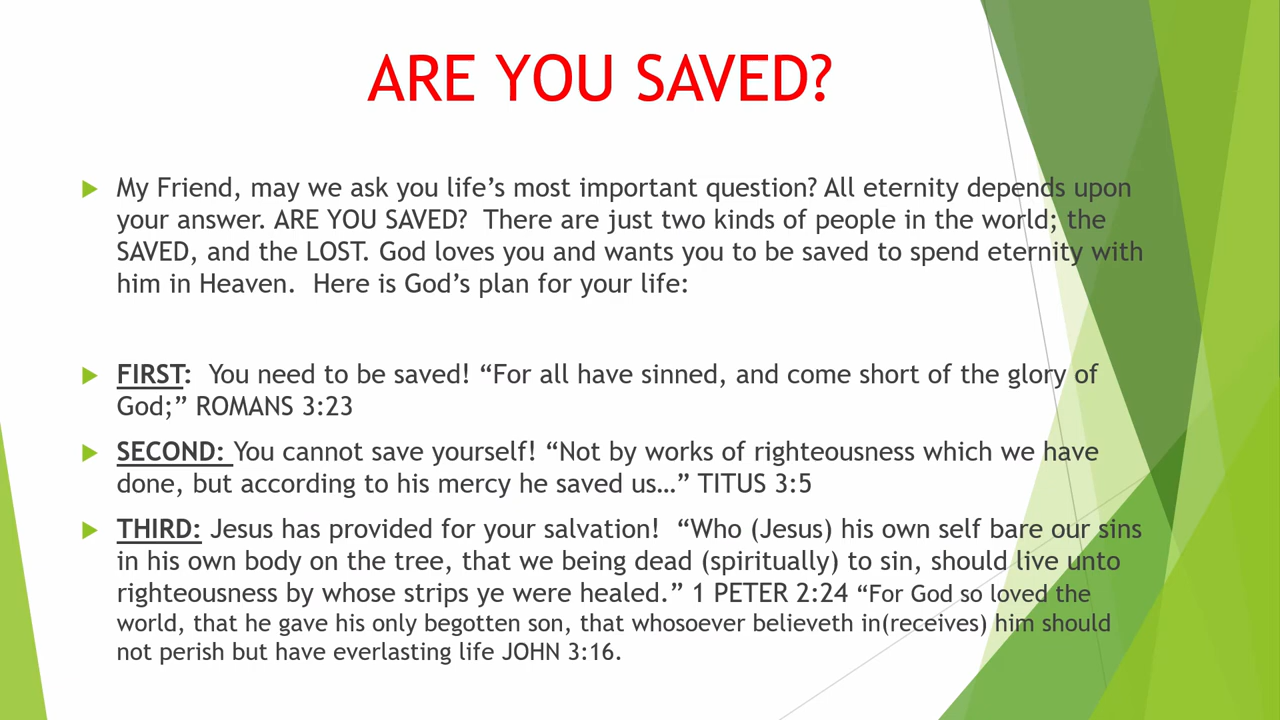 ARE YOU SAVED?
My Friend, may we ask you life’s most important question? All eternity depends upon
your answer. ARE YOU SAVED?  There are just two kinds of people in the world; the
SAVED, and the LOST. God loves you and wants you to be saved to spend eternity with
him in Heaven.  Here is God’s plan for your life:
FIRST:  You need to be saved! “For all have sinned, and come short of the glory of
God;” ROMANS 3:23
SECOND: You cannot save yourself! “Not by works of righteousness which we have
done, but according to his mercy he saved us…” TITUS 3:5
THIRD: Jesus has provided for your salvation!  “Who (Jesus) his own self bare our sins
in his own body on the tree, that we being dead (spiritually) to sin, should live unto
righteousness by whose strips ye were healed.” 1 PETER 2:24 “For God so loved the
world, that he gave his only begotten son, that whosoever believeth in(receives) him should
not perish but have everlasting life JOHN 3:16.